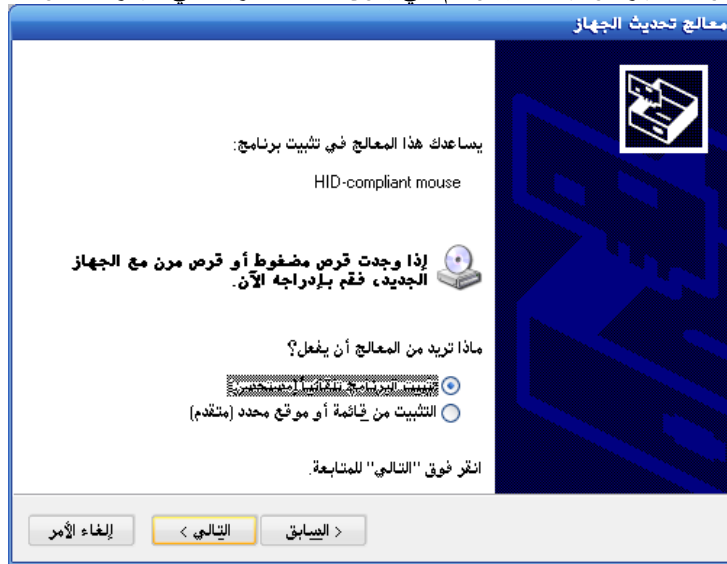 معالج تحديث الجهاز
يساعدك هذا المعالج في تثبيت برنامج:
HID-compliant mouse
إذا وجدت قرص مضغوط أو قرص مرن مع الجهاز
الجديد، فقم بإدراجه الآن.
ماذا تريد من المعالج أن يفعل؟
تثبيت البرنامج تلقائياً (مستحسن)
التثبيت من قائمة أو موقع محدد (متقدم)
انقر فوق "التالي" للمتابعة.
< السابق
التالي >
إلغاء الأمر